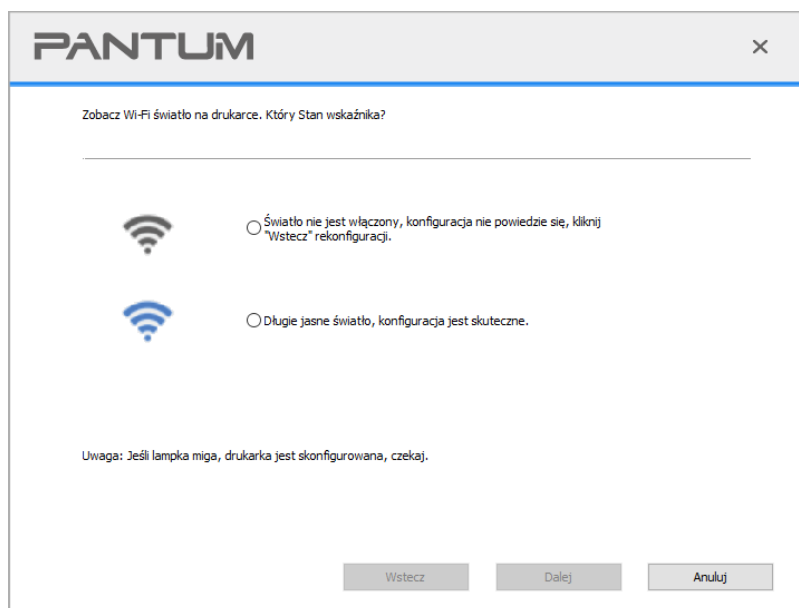 PANTUM
Zobacz Wi-Fi światło na drukarce. Który Stan wskaźnika?
Światło nie jest włączony, konfiguracja nie powiedzie się, kliknij
"Wstecz" rekonfiguracji.
Długie jasne światło, konfiguracja jest skuteczne.
Uwaga: Jeśli lampka miga, drukarka jest skonfigurowana, czekaj.
Wstecz
Dalej
Anuluj